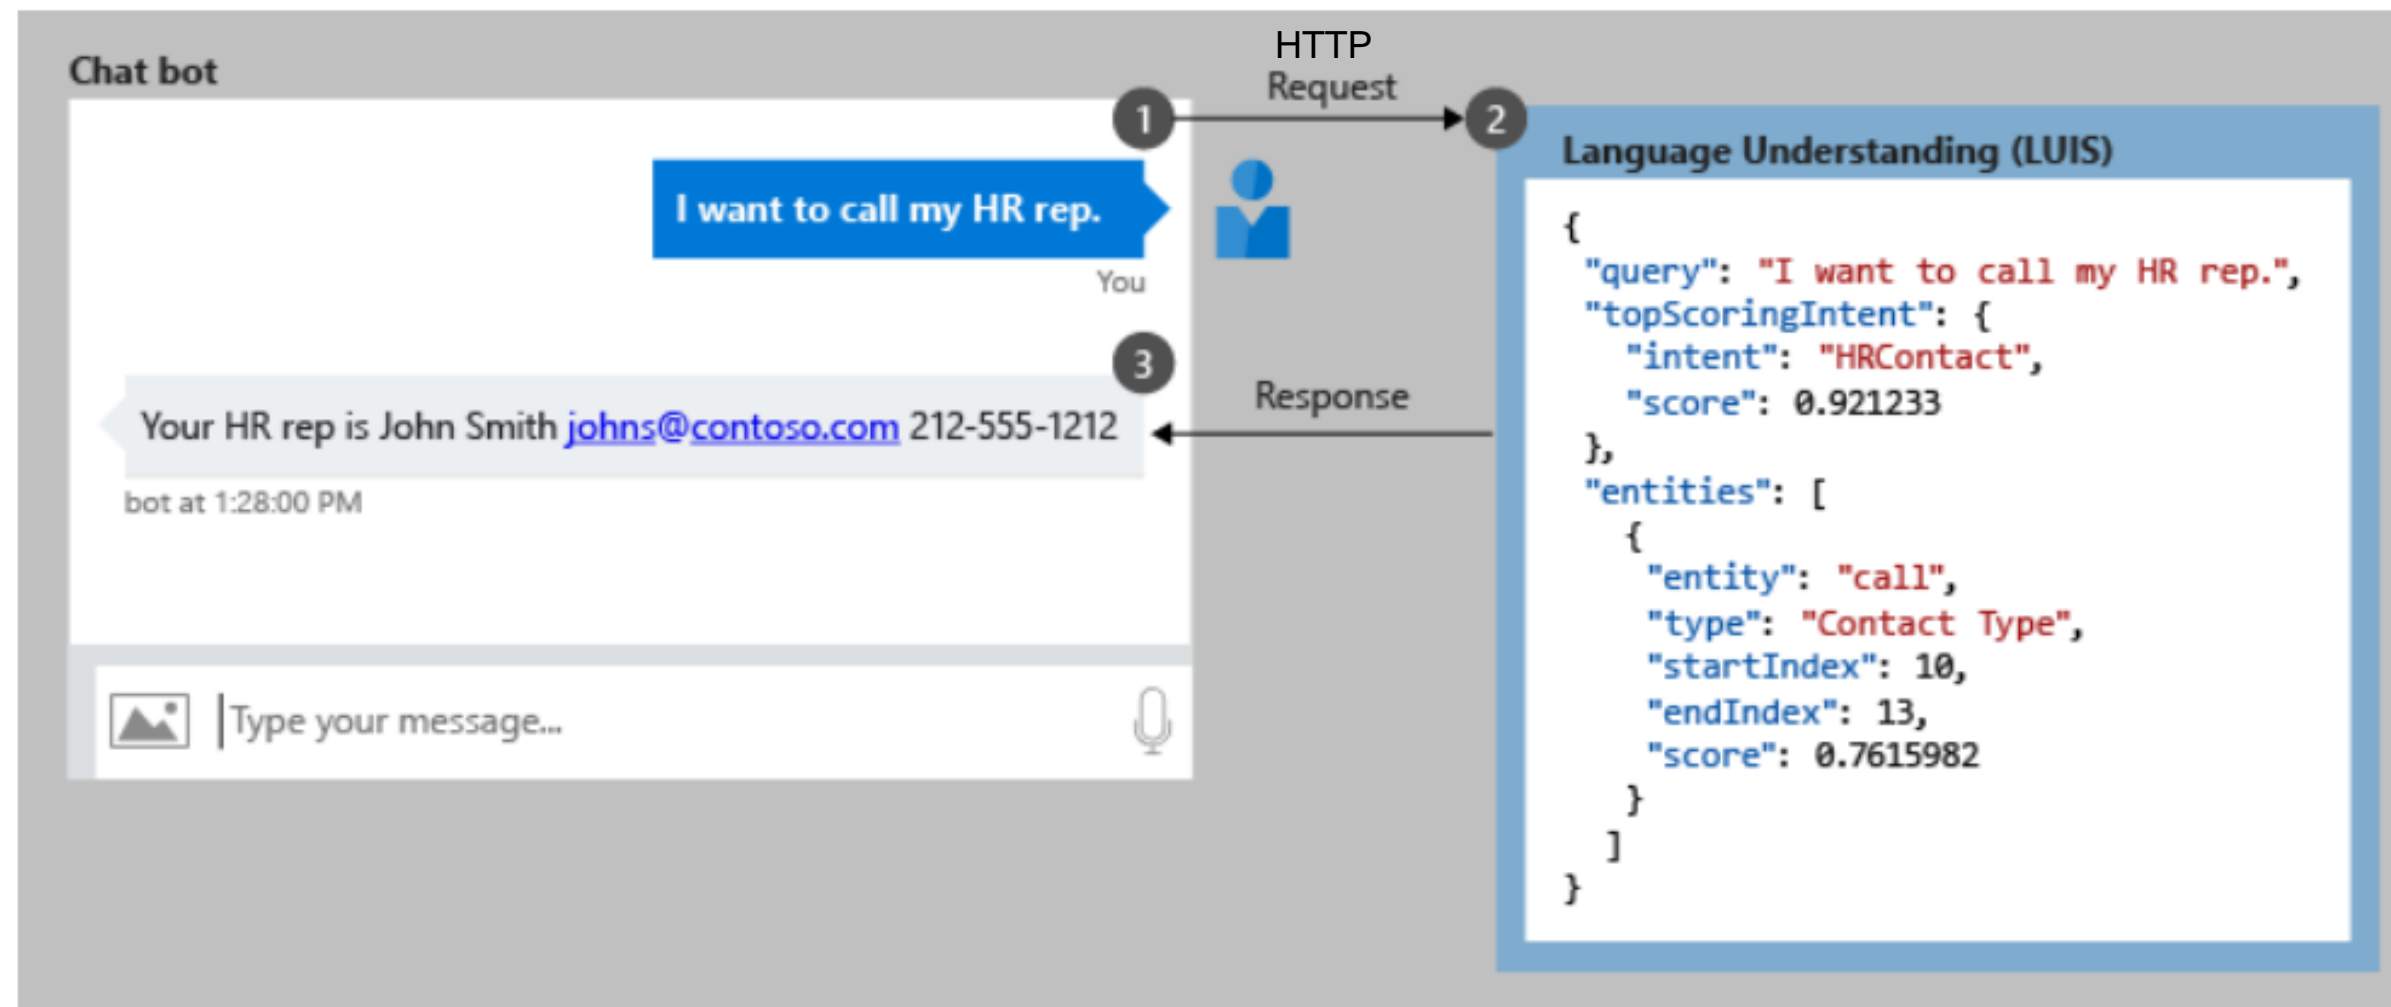 Chat bot
1
HTTP
Request
2
I want to call my HR rep.
You
3
Your HR rep is John Smith johns@contoso.com 212-555-1212
bot at 1:28:00 PM
Response
Type your message...
Language Understanding (LUIS)
{
"query": "I want to call my HR rep.",
"topScoringIntent": {
"intent": "HRContact",
"score": 0.921233
},
"entities": [
{
"entity": "call",
"type": "Contact Type",
"startIndex": 10,
"endIndex": 13,
"score": 0.7615982
}
]
}